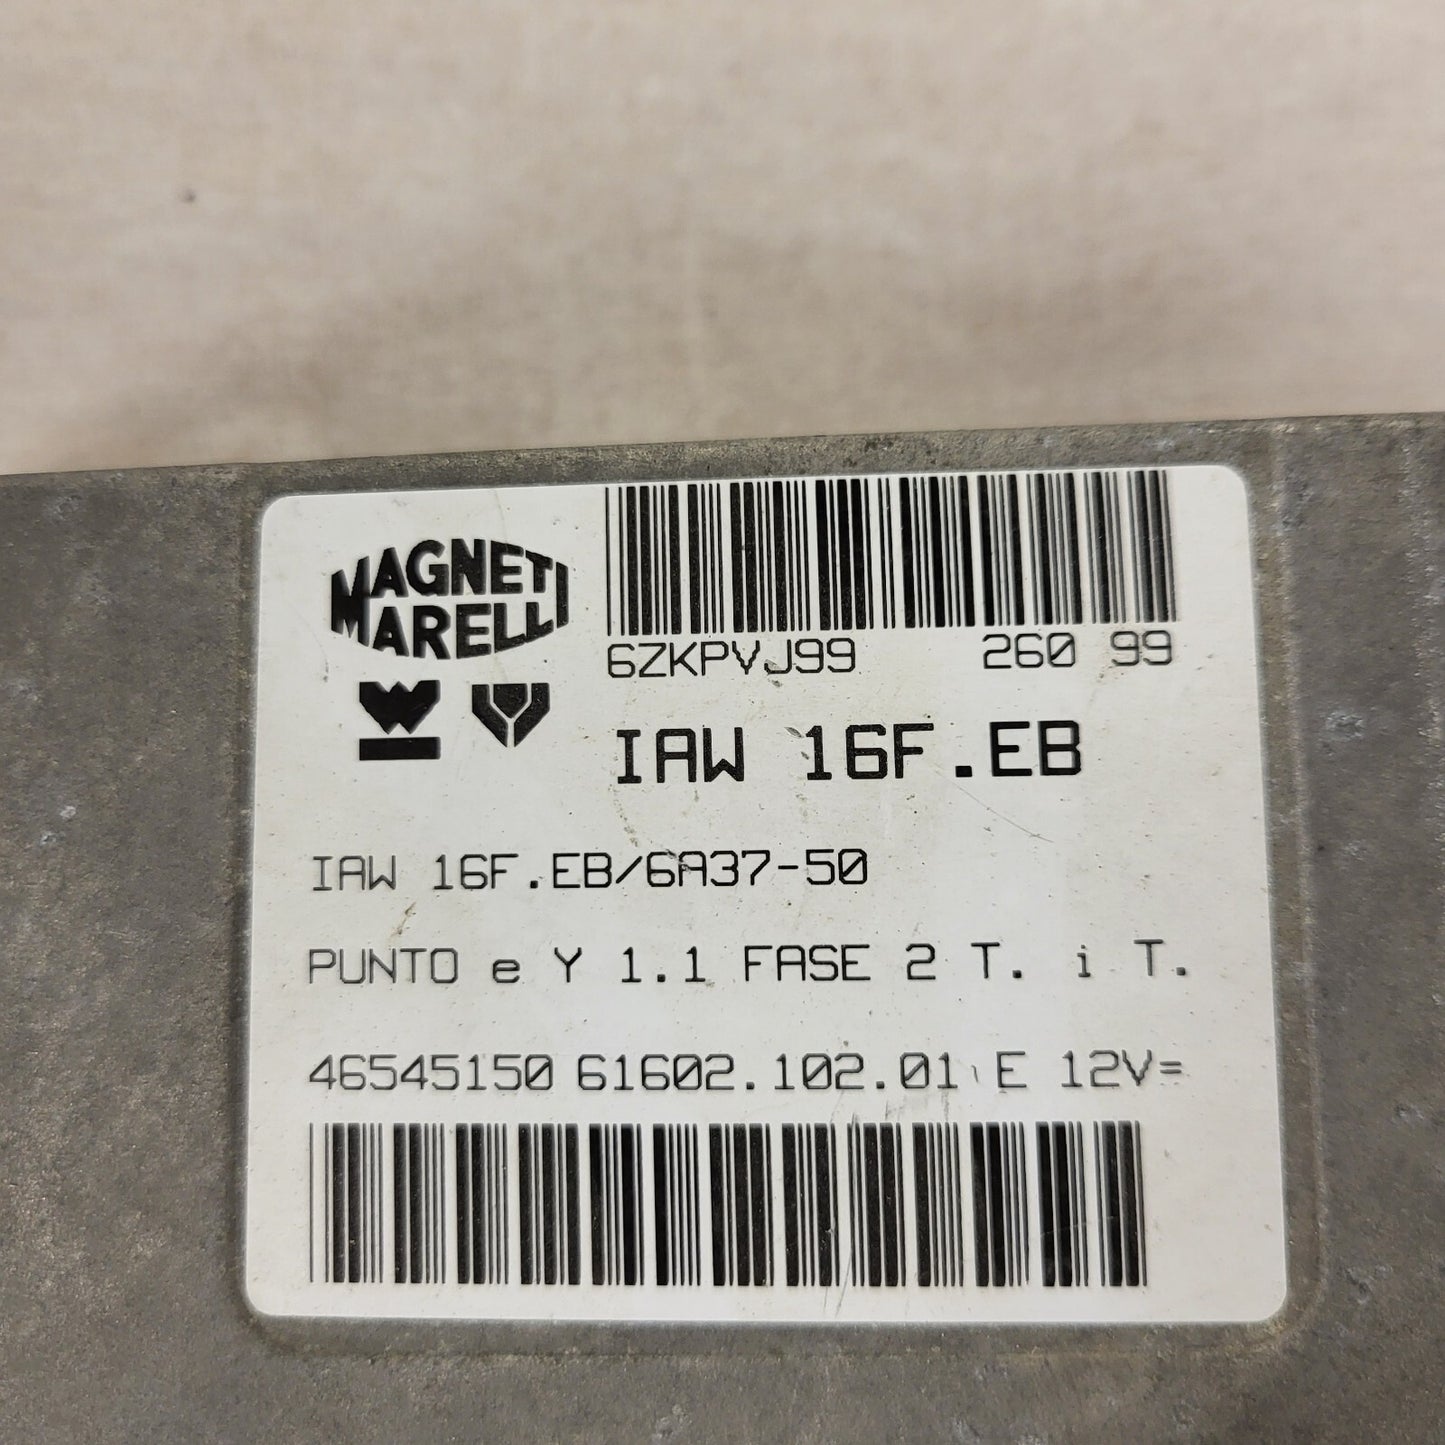 MAGNETI
MARELLI
6ZKPVJ99 260 99
IAW 16F.EB
IAW 16F.EB/6A37-50
PUNTO e Y 1.1 FASE 2 T. i T.
46545150 61602.102.01 E 12V=